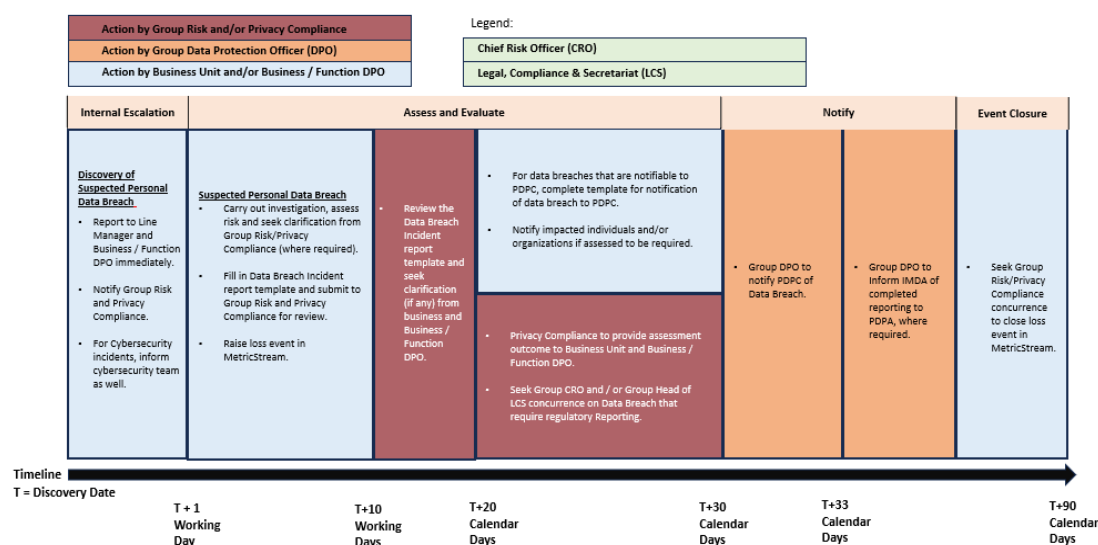 Action by Group Risk and/or Privacy Compliance
Action by Group Data Protection Officer (DPO)
Action by Business Unit and/or Business / Function DPO
Legend:
Chief Risk Officer (CRO)
Legal, Compliance & Secretariat (LCS)
Internal Escalation
Assess and Evaluate
Notify
Event Closure
Discovery of
Suspected Personal
Data Breach.
• Report to Line
Manager and
Business / Function
DPO immediately.
• Notify Group Risk
and Privacy
Compliance.
• For Cybersecurity
incidents, inform
cybersecurity team
as well.
Suspected Personal Data Breach
• Carry out investigation, assess
risk and seek clarification from
Group Risk/Privacy
Compliance (where required).
• Fill in Data Breach Incident
report template and submit to
Group Risk and Privacy
Compliance for review.
• Raise loss event in
MetricStream.
• Review the
Data Breach
Incident
report
template and
seek
clarification
(if any) from
business and
Business /
Function
DPO.
• For data breaches that are notifiable to
PDPC, complete template for notification
of data breach to PDPC.
• Notify impacted individuals and/or
organizations if assessed to be required.
• Privacy Compliance to provide assessment
outcome to Business Unit and Business /
Function DPO.
• Seek Group CRO and / or Group Head of
LCS concurrence on Data Breach that
require regulatory Reporting.
• Group DPO to
notify PDPC of
Data Breach.
• Group DPO to
Inform IMDA of
completed
reporting to
PDPA, where
required.
• Seek Group
Risk/Privacy
Compliance
concurrence
to close loss
event in
MetricStream.
Timeline
T = Discovery Date
T + 1
Working
Day
T+10
Working
Days
T+20
Calendar
Days
T+30
Calendar
Days
T+33
Calendar
Days
T+90
Calendar
Days